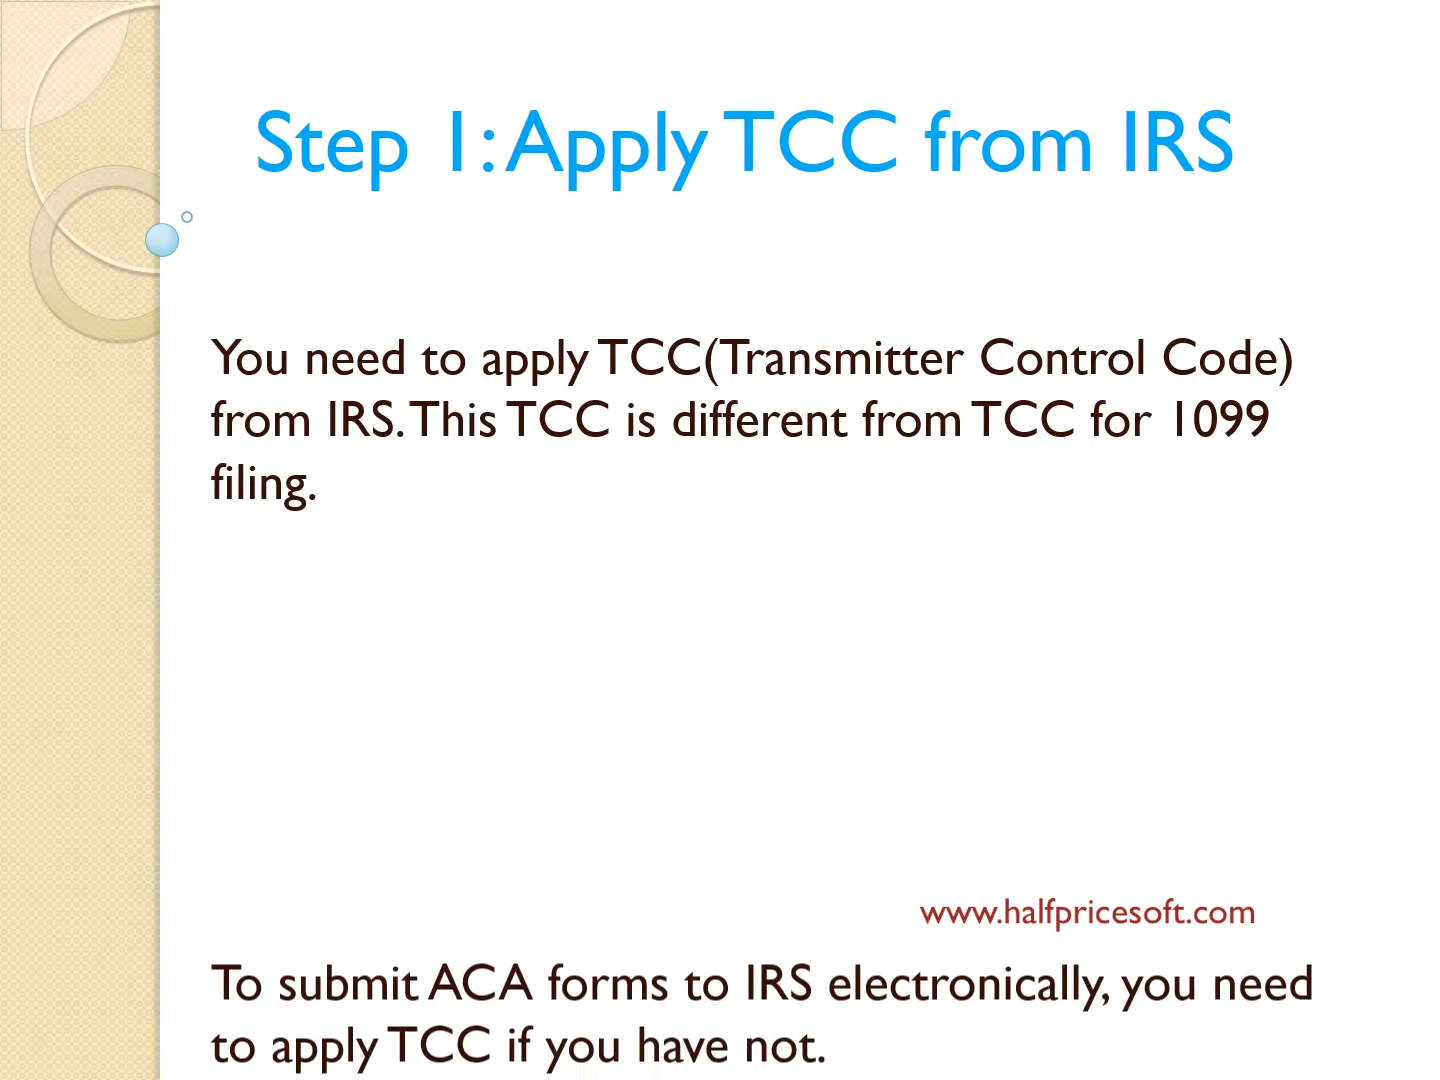 Step 1: Apply TCC from IRS
You need to apply TCC(Transmitter Control Code)
from IRS. This TCC is different from TCC for 1099
filing.
www.halfpricesoft.com
To submit ACA forms to IRS electronically, you need
to apply TCC if you have not.